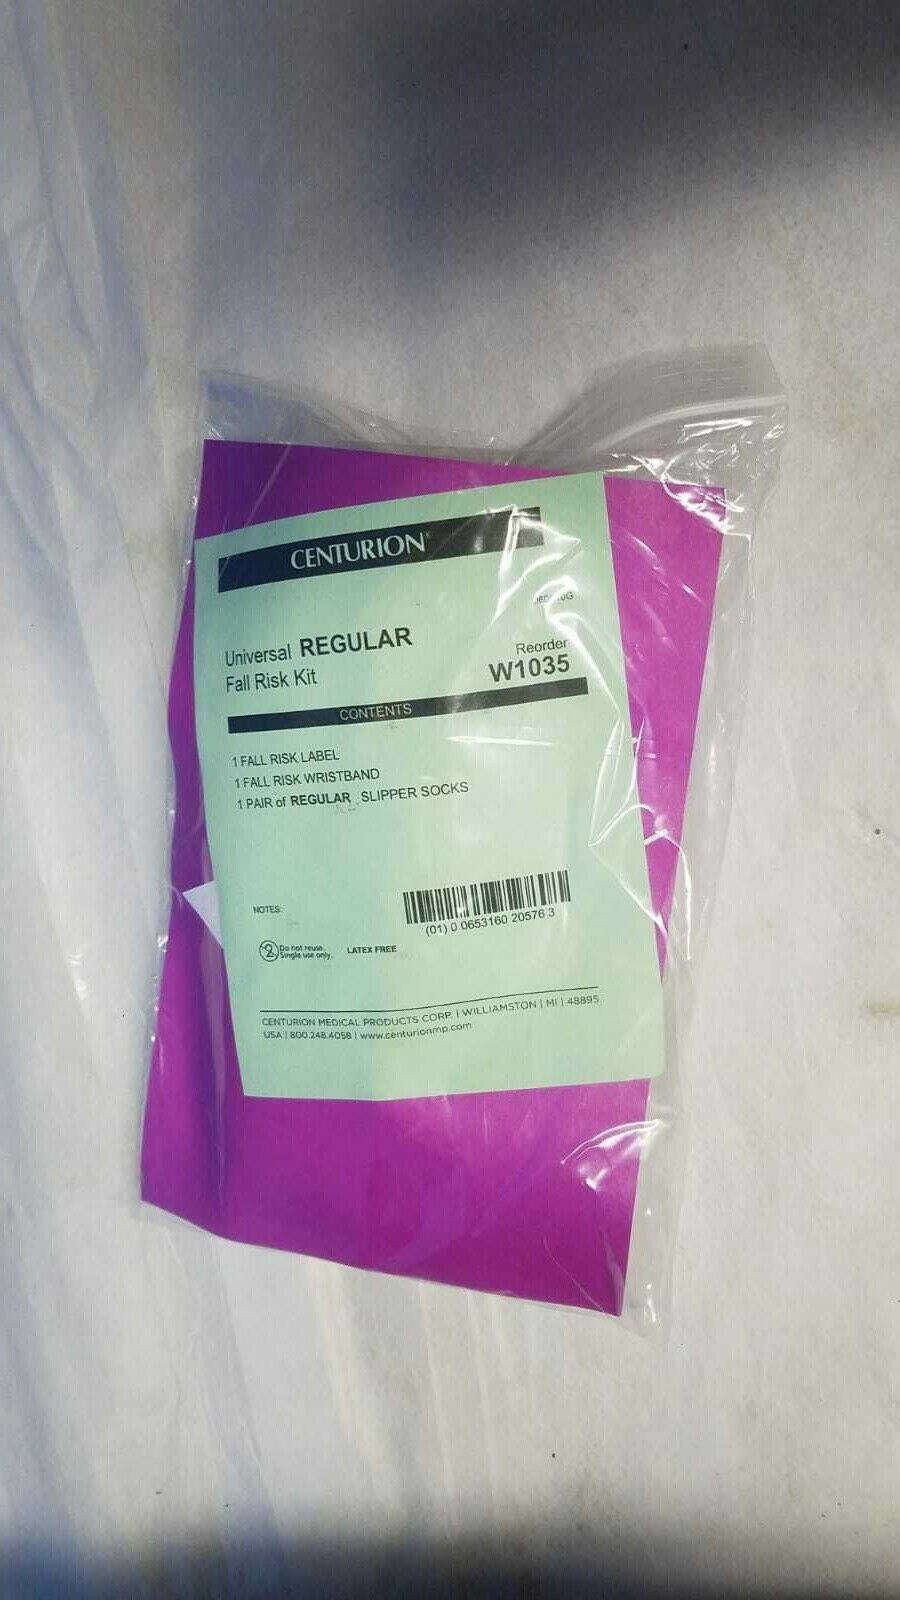 CENTURION®
Universal REGULAR
Fall Risk Kit
Reorder
W1035
CONTENTS
1 FALL RISK LABEL
1 FALL RISK WRISTBAND
1 PAIR of REGULAR SLIPPER SOCKS
NOTES:
(01) 0 0653160 20576 3
2 Do not reuse.
Single use only.
LATEX FREE
CENTURION MEDICAL PRODUCTS CORP. | WILLIAMSTON | MI | 48895
USA | 800.248.4058 | www.centurionmp.com